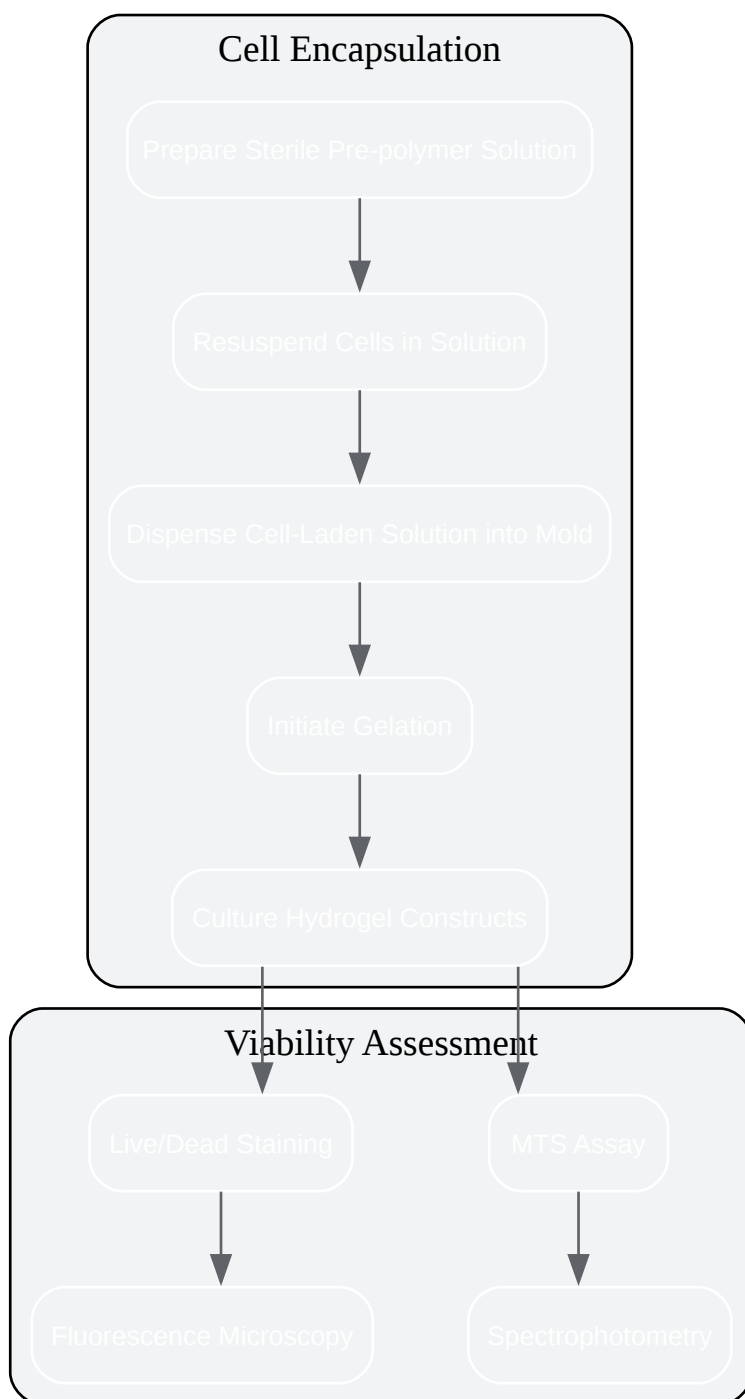 Cell Encapsulation
Prepare Sterile Pre-polymer Solution
Resuspend Cells in Solution
Dispense Cell-Laden Solution into Mold
Initiate Gelation
Culture Hydrogel Constructs
Viability Assessment
Live/Dead Staining
MTS Assay
Fluorescence Microscopy
Spectrophotometry